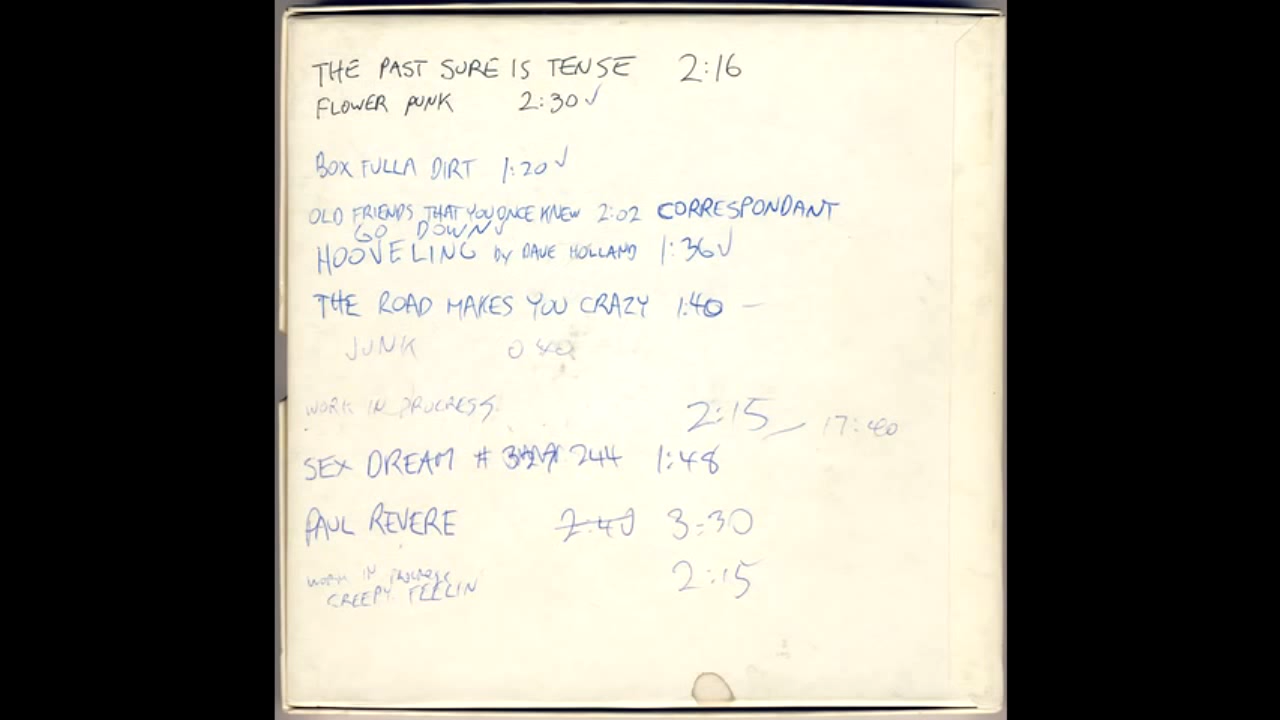 THE PAST SURE IS TENSE 2:16
FLOWER PUNK 2:30 ✓
BOX FULLA DIRT 1:20 ✓
OLD FRIENDS THAT YOU ONCE KNEW 2:02 CORRESPONDANT
GO DOWN ✓
HOOVELING by DAVE HOLLAND 1:36 ✓
THE ROAD MAKES YOU CRAZY 1:40 —
JUNK 0 40
WORK IN PROGRESS 2:15 — 17:40
SEX DREAM # 244 1:48
PAUL REVERE 2:40 3:30
WORK IN PROGRESS 2:15
CREEPY FEELIN